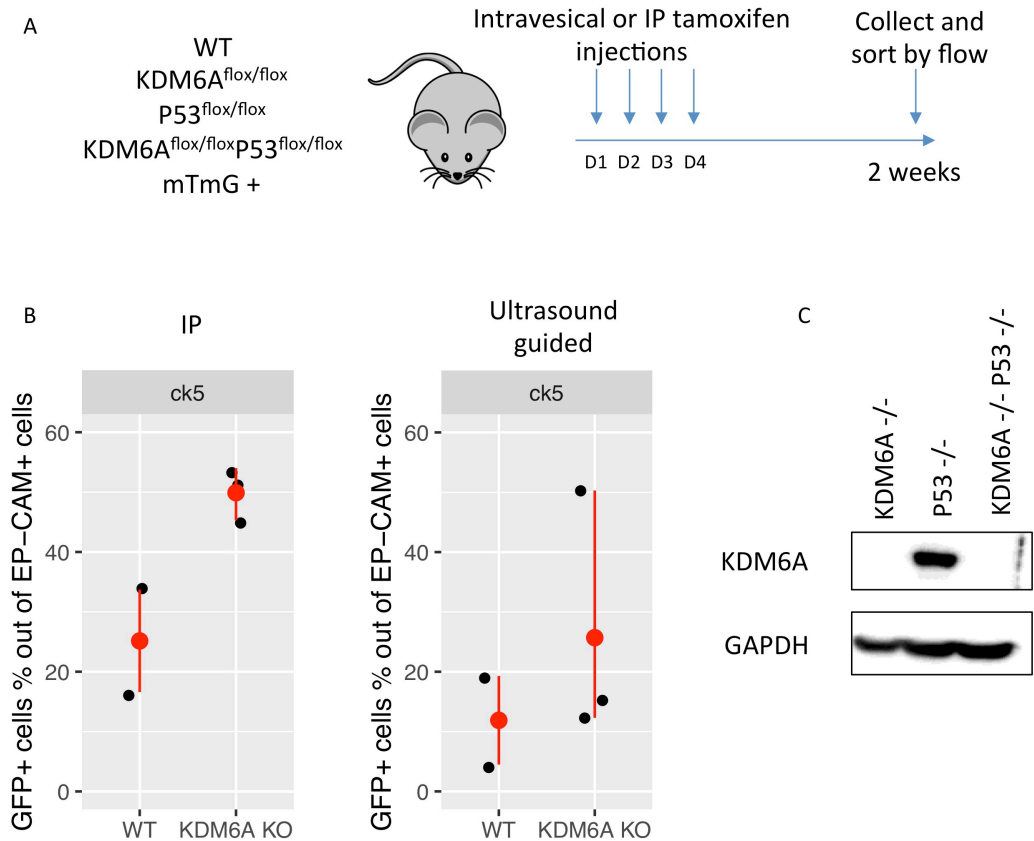 A
WT
KDM6Aflox/flox
P53flox/flox
KDM6Aflox/floxP53flox/flox
mTmG +
Intravesical or IP tamoxifen
injections
D1 D2 D3 D4
Collect and
sort by flow
2 weeks
B
IP
ck5
GFP+ cells % out of EP−CAM+ cells
60
40
20
0
WT KDM6A KO
Ultrasound
guided
ck5
GFP+ cells % out of EP−CAM+ cells
60
40
20
0
WT KDM6A KO
C
KDM6A -/-
P53 -/-
KDM6A -/- P53 -/-
KDM6A
GAPDH